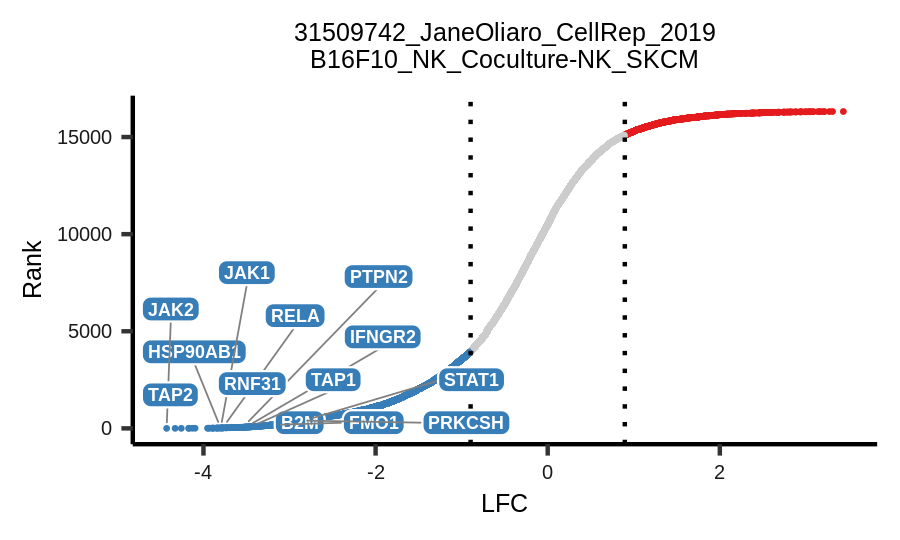 31509742_JaneOliaro_CellRep_2019
B16F10_NK_Coculture-NK_SKCM
Rank
15000
10000
5000
0
JAK1
PTPN2
JAK2
RELA
IFNGR2
HSP90AB1
RNF31
TAP1
STAT1
TAP2
B2M
FMO1
PRKCSH
-4
-2
0
2
LFC